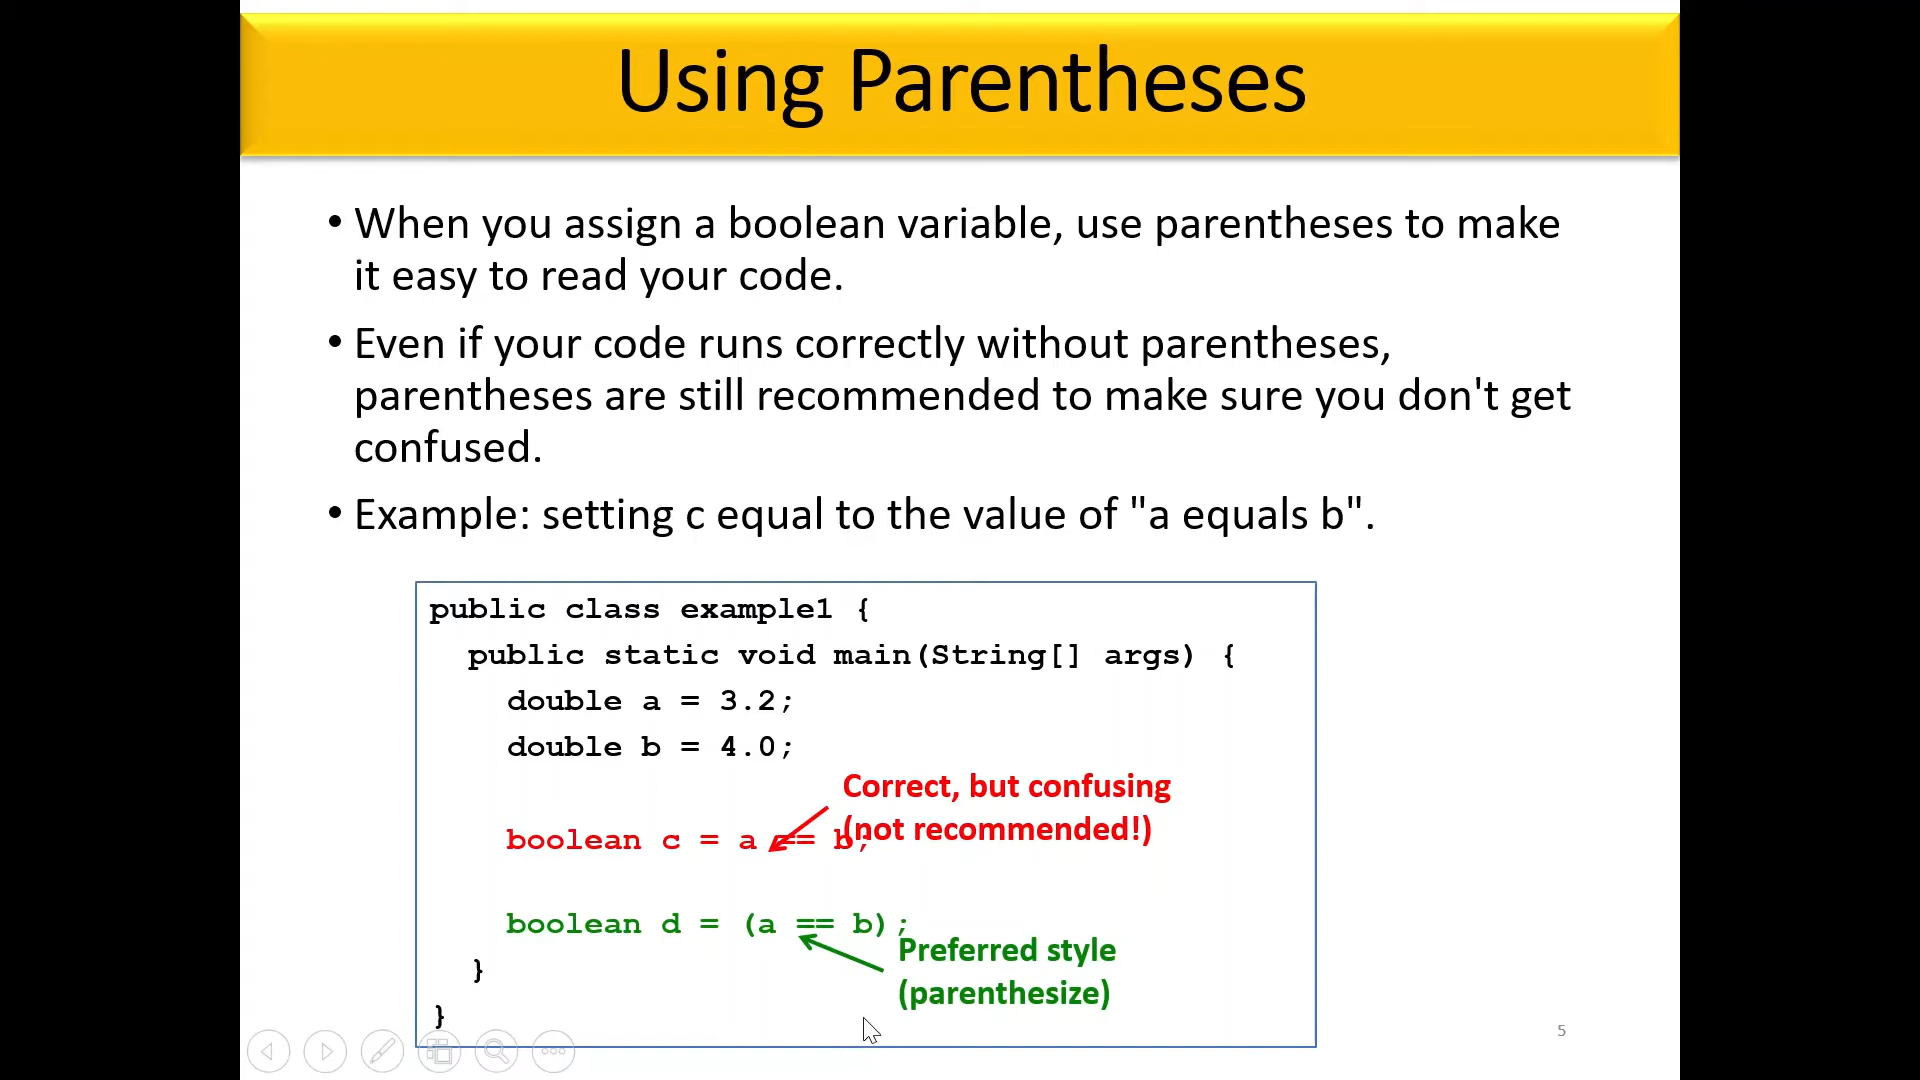 Using Parentheses
• When you assign a boolean variable, use parentheses to make
it easy to read your code.
• Even if your code runs correctly without parentheses,
parentheses are still recommended to make sure you don't get
confused.
• Example: setting c equal to the value of "a equals b".
public class example1 {
public static void main(String[] args) {
double a = 3.2;
double b = 4.0;
Correct, but confusing
(not recommended!)
boolean c = a == b;
boolean d = (a == b);
Preferred style
(parenthesize)
}
}
5